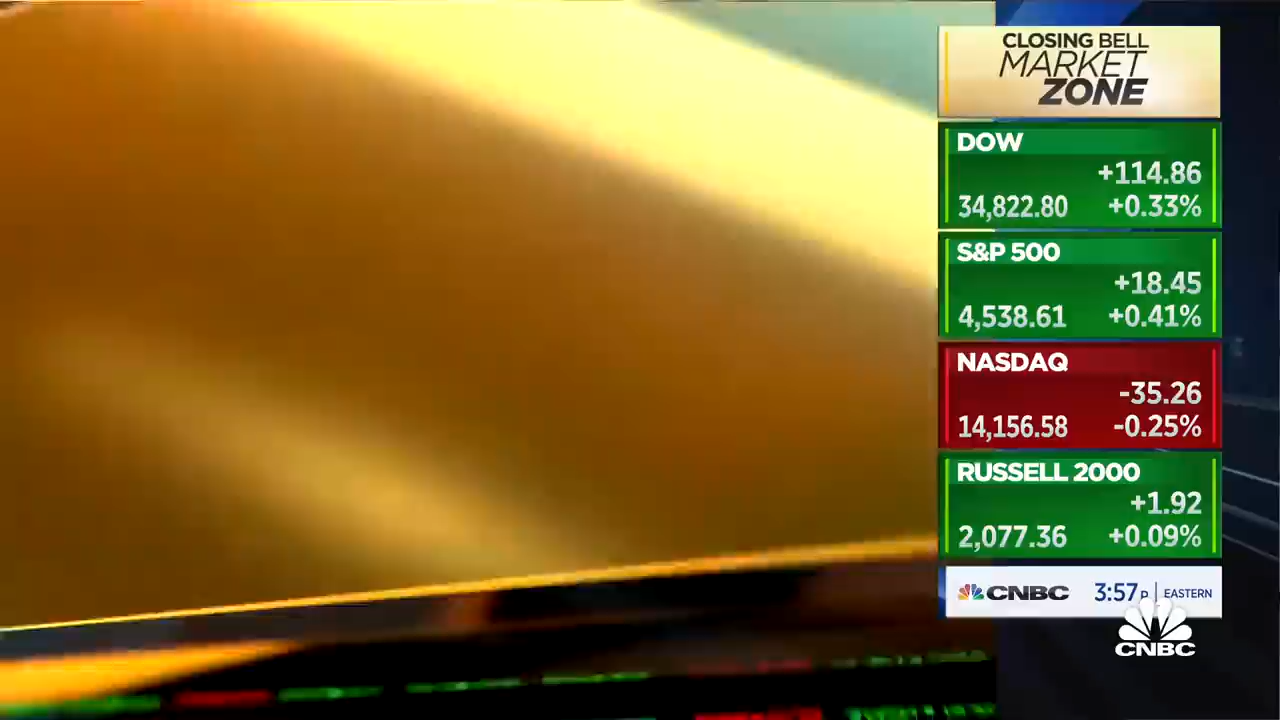 CLOSING BELL
MARKET
ZONE
DOW
+114.86
34,822.80 +0.33%
S&P 500
+18.45
4,538.61 +0.41%
NASDAQ
-35.26
14,156.58 -0.25%
RUSSELL 2000
+1.92
2,077.36 +0.09%
CNBC 3:57P EASTERN
CNBC